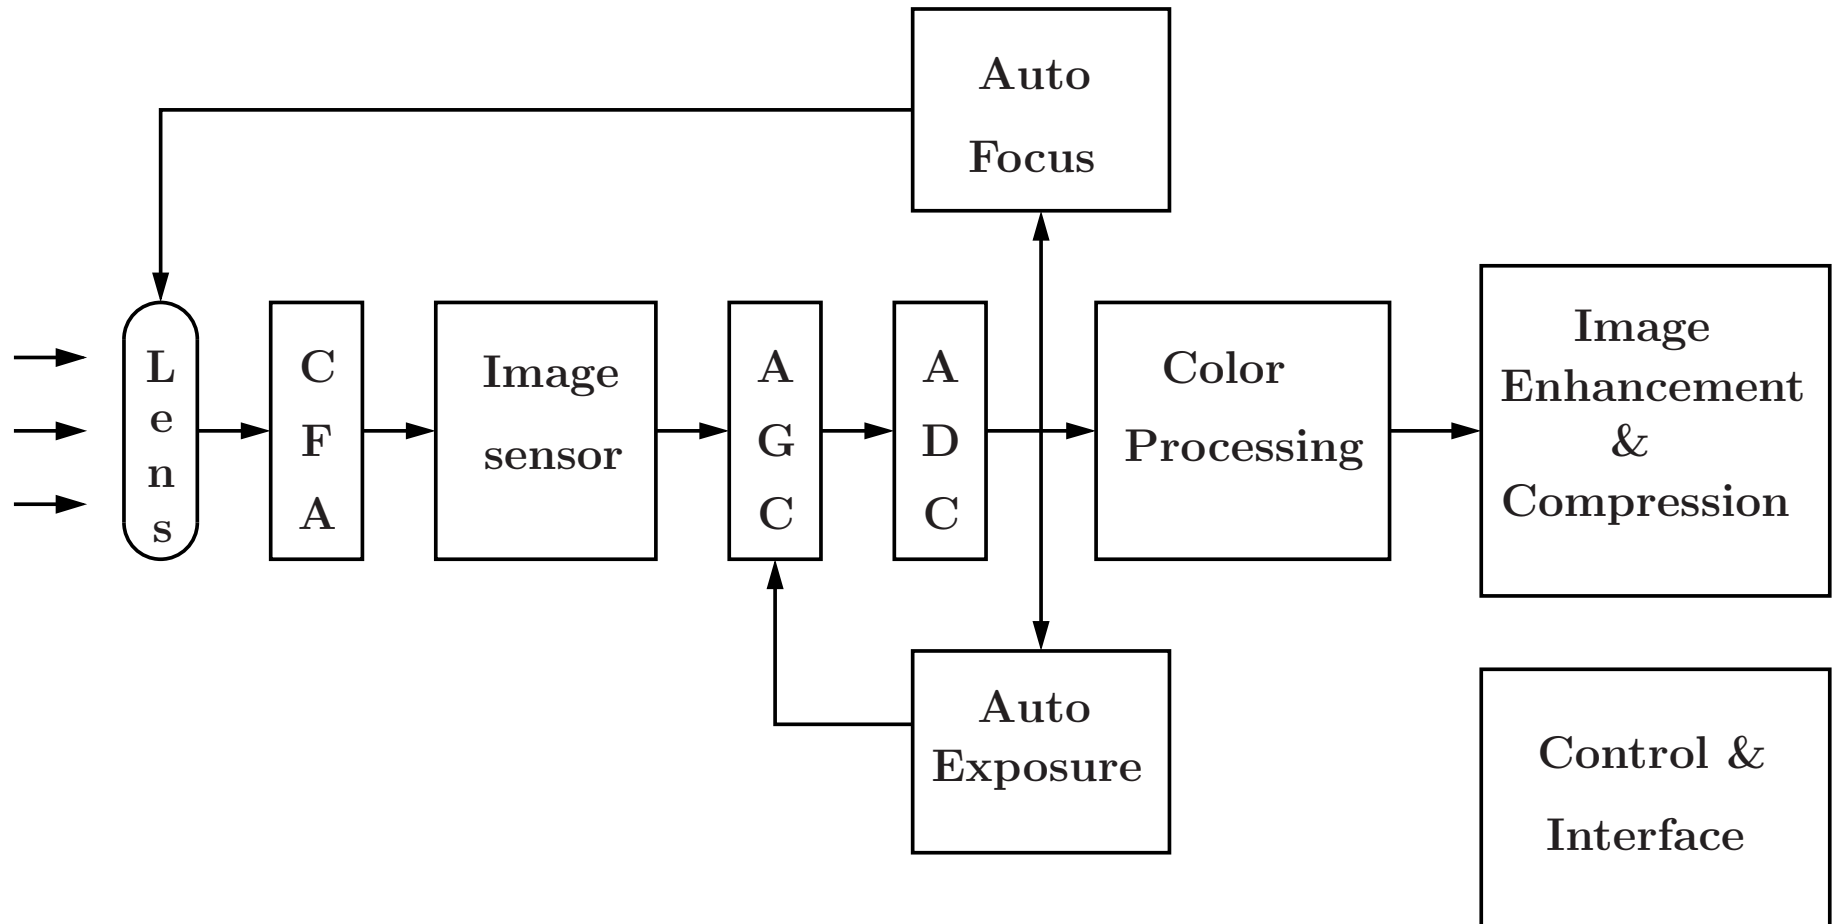 Auto
Focus
L
e
n
s
C
F
A
Image
sensor
A
G
C
A
D
C
Color
Processing
Image
Enhancement
&
Compression
Auto
Exposure
Control &
Interface